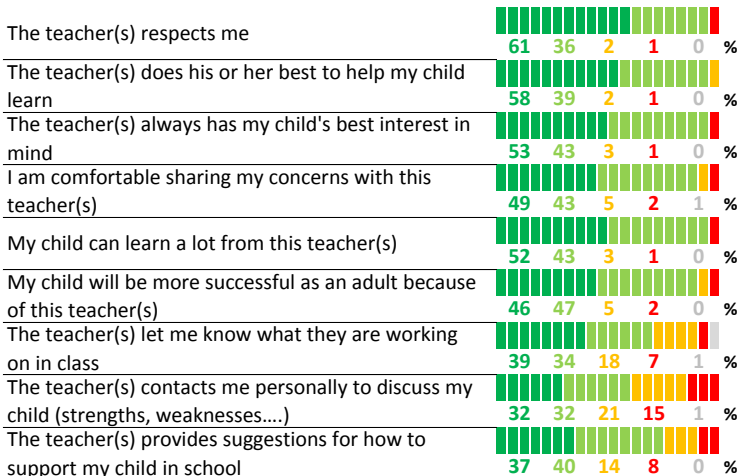 The teacher(s) respects me
61 36 2 1 0 %
The teacher(s) does his or her best to help my child
learn
58 39 2 1 0 %
The teacher(s) always has my child's best interest in
mind
53 43 3 1 0 %
I am comfortable sharing my concerns with this
teacher(s)
49 43 5 2 1 %
My child can learn a lot from this teacher(s)
52 43 3 1 0 %
My child will be more successful as an adult because
of this teacher(s)
46 47 5 2 0 %
The teacher(s) let me know what they are working
on in class
39 34 18 7 1 %
The teacher(s) contacts me personally to discuss my
child (strengths, weaknesses....)
32 32 21 15 1 %
The teacher(s) provides suggestions for how to
support my child in school
37 40 14 8 0 %